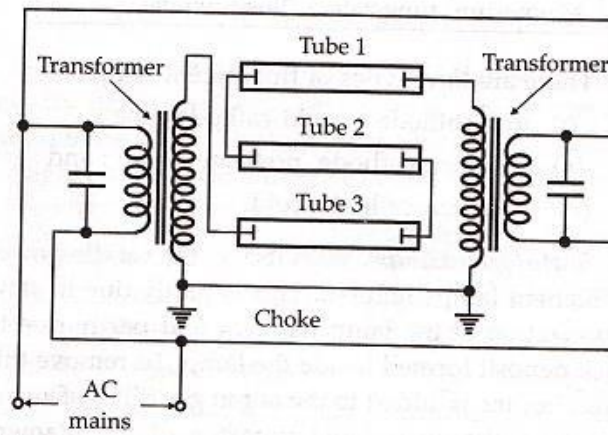 Tube 1
Transformer
Transformer
Tube 2
Tube 3
Choke
AC
mains